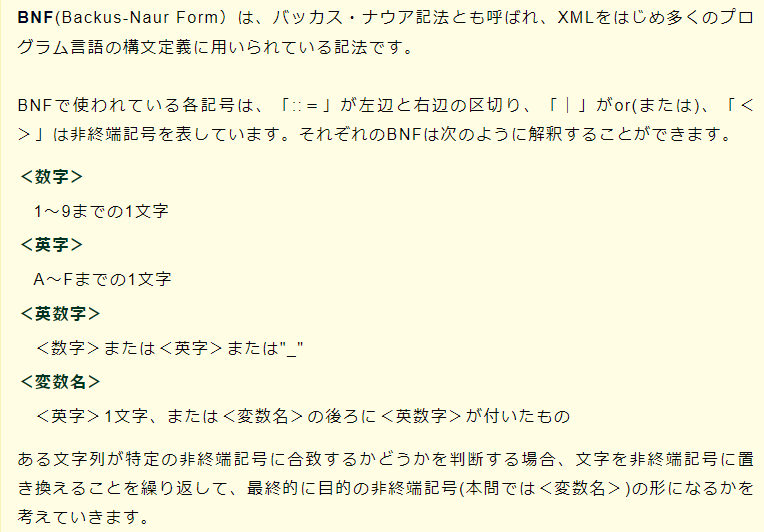 BNF(Backus-Naur Form）は、バッカス・ナウア記法とも呼ばれ、XMLをはじめ多くのプロ
グラム言語の構文定義に用いられている記法です。
BNFで使われている各記号は、「::＝」が左辺と右辺の区切り、「｜」がor(または)、「＜
＞」は非終端記号を表しています。それぞれのBNFは次のように解釈することができます。
＜数字＞
1～9までの1文字
＜英字＞
A～Fまでの1文字
＜英数字＞
＜数字＞または＜英字＞または"_"
＜変数名＞
＜英字＞1文字、または＜変数名＞の後ろに＜英数字＞が付いたもの
ある文字列が特定の非終端記号に合致するかどうかを判断する場合、文字を非終端記号に置
き換えることを繰り返して、最終的に目的の非終端記号(本問では＜変数名＞)の形になるかを
考えていきます。